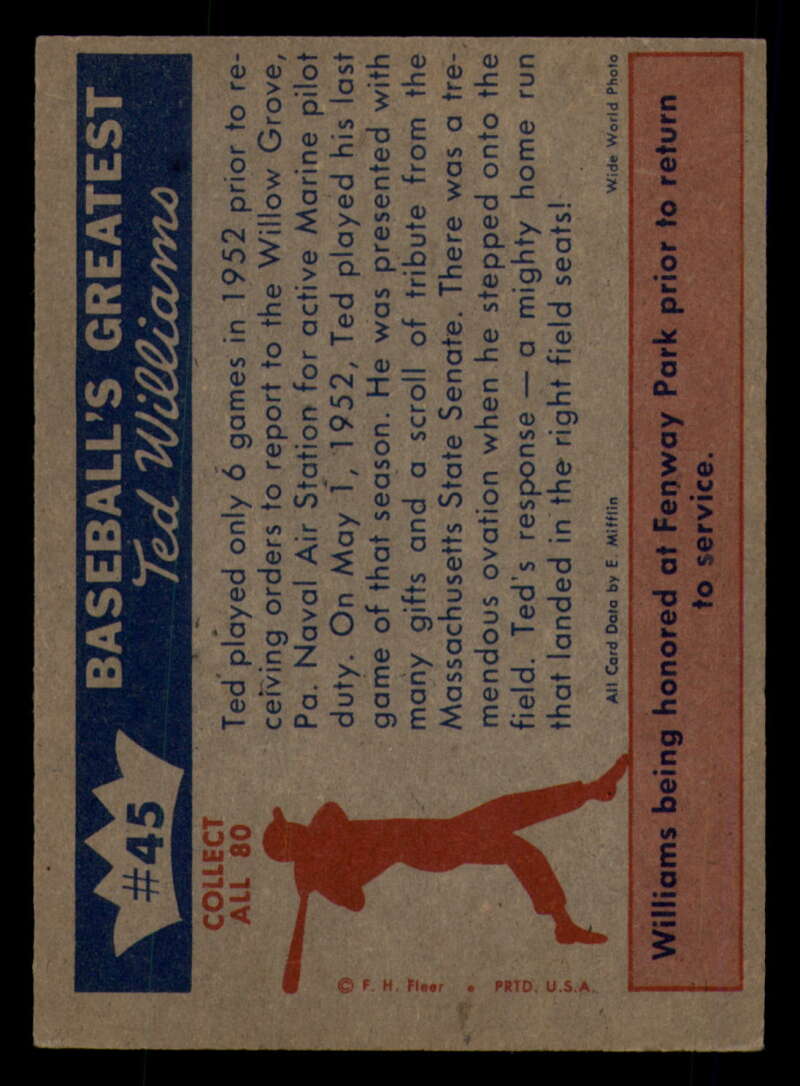 #45
BASEBALL'S GREATEST
Ted Williams
COLLECT
ALL 80
Ted played only 6 games in 1952 prior to re-
ceiving orders to report to the Willow Grove,
Pa. Naval Air Station for active Marine pilot
duty. On May 1, 1952, Ted played his last
game of that season. He was presented with
many gifts and a scroll of tribute from the
Massachusetts State Senate. There was a tre-
mendous ovation when he stepped onto the
field. Ted's response — a mighty home run
that landed in the right field seats!
© F. H. Fleer • PRTD. U.S.A.
All Card Data by E. Mifflin Wide World Photo
Williams being honored at Fenway Park prior to return
to service.